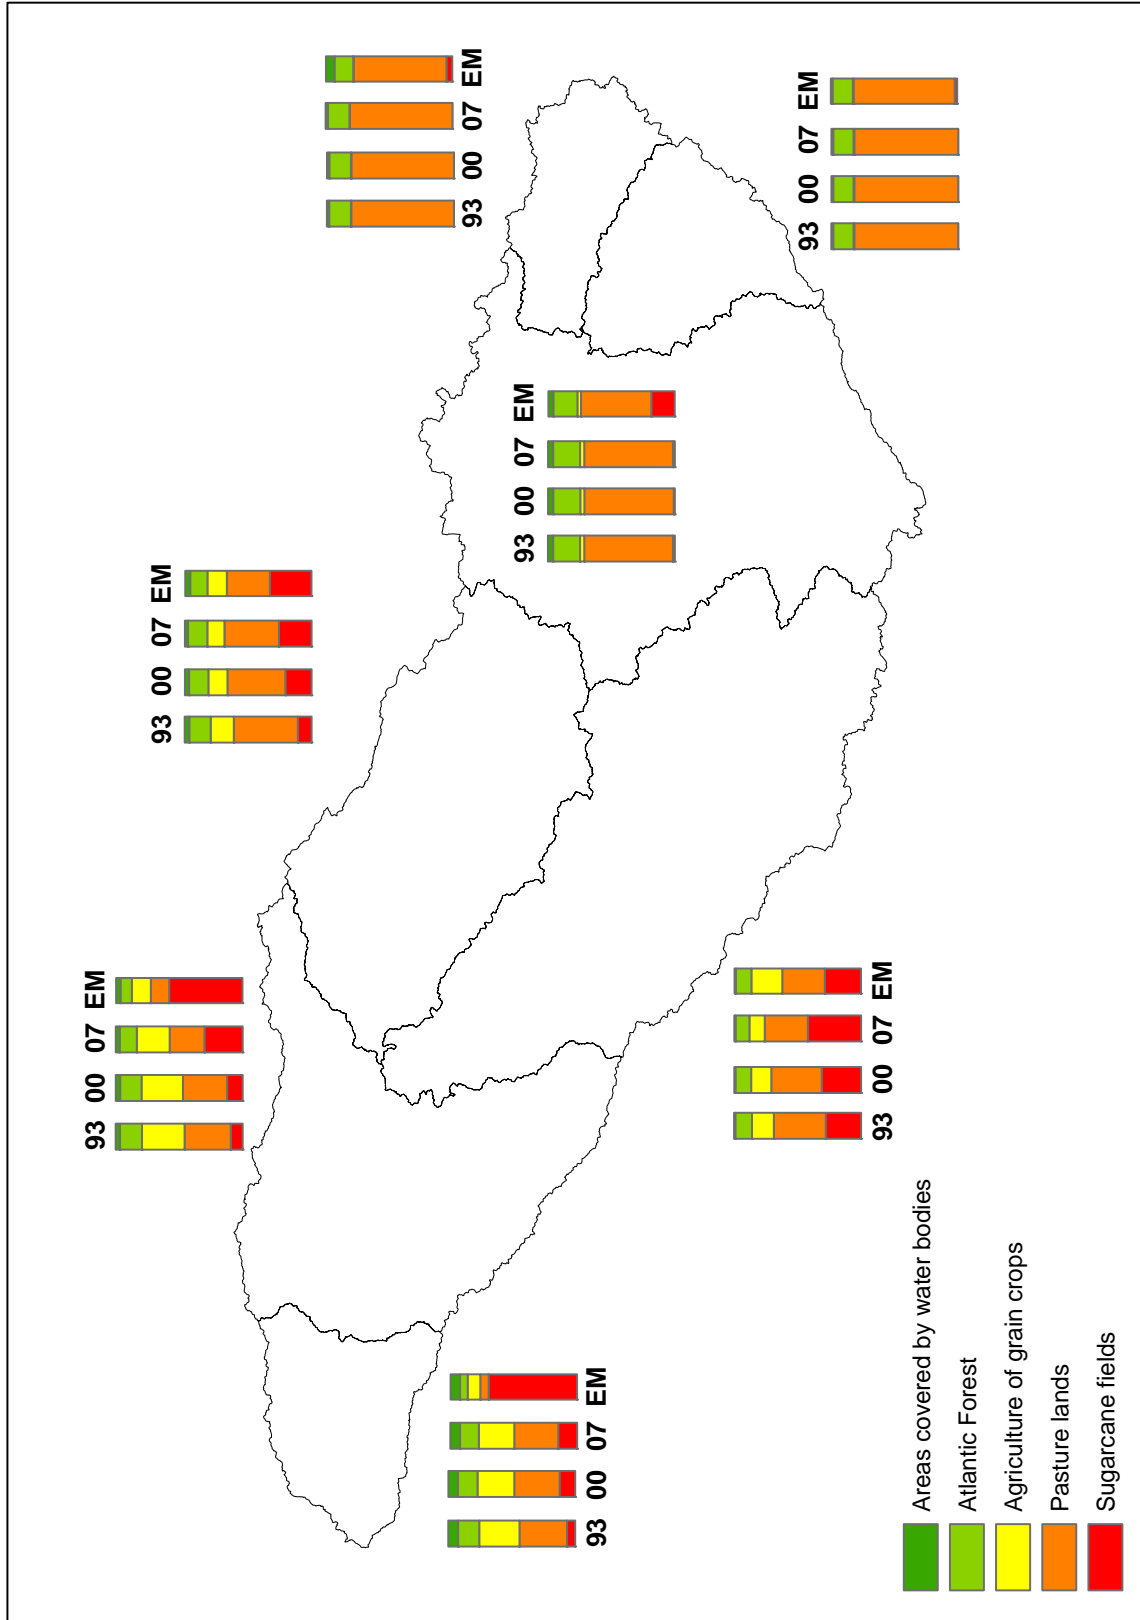 93 00 07 EM
93 00 07 EM
93 00 07 EM
93 00 07 EM
93 00 07 EM
93 00 07 EM
93 00 07 EM
Areas covered by water bodies
Atlantic Forest
Agriculture of grain crops
Pasture lands
Sugarcane fields